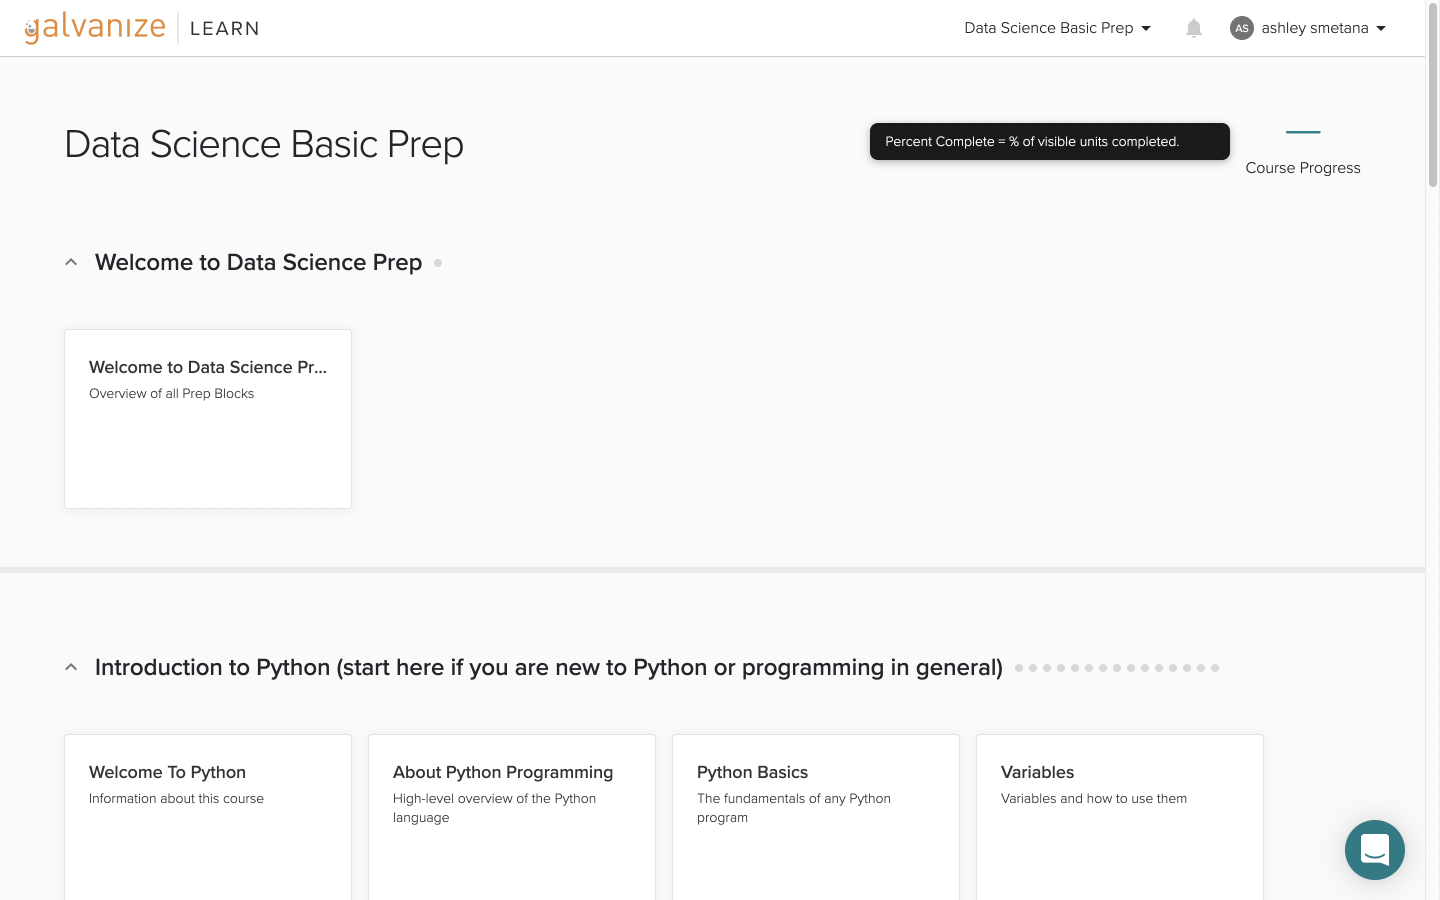 galvanize
LEARN
Data Science Basic Prep
AS
ashley smetana
Data Science Basic Prep
Percent Complete = % of visible units completed.
Course Progress
Welcome to Data Science Prep
Welcome to Data Science Pr...
Overview of all Prep Blocks
Introduction to Python (start here if you are new to Python or programming in general)
Welcome To Python
Information about this course
About Python Programming
High-level overview of the Python
language
Python Basics
The fundamentals of any Python
program
Variables
Variables and how to use them